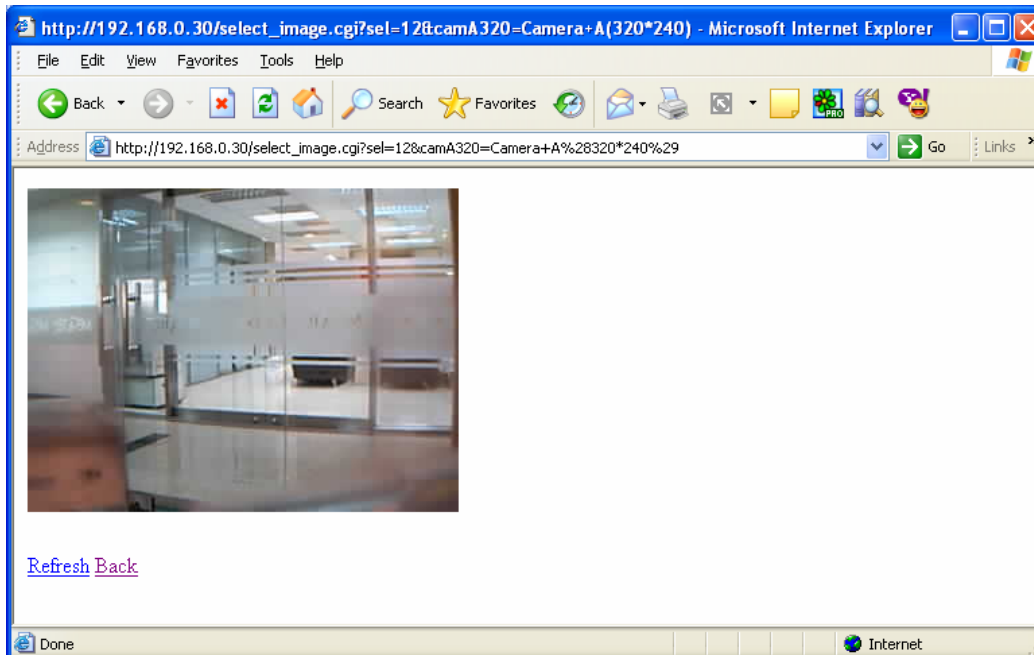 http://192.168.0.30/select_image.cgi?sel=12&camA320=Camera+A(320*240) - Microsoft Internet Explorer
File Edit View Favorites Tools Help
Back Search Favorites PRO
Address http://192.168.0.30/select_image.cgi?sel=12&camA320=Camera+A%28320*240%29 Go Links »
Refresh Back
Done Internet